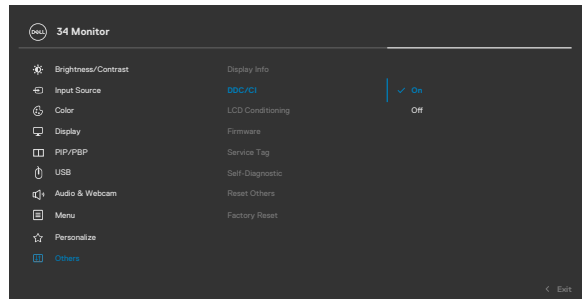 DELL 34 Monitor
Brightness/Contrast Display Info
Input Source DDC/CI On
Color LCD Conditioning Off
Display Firmware
PIP/PBP Service Tag
USB Self-Diagnostic
Audio & Webcam Reset Others
Menu Factory Reset
Personalize
Others
Exit